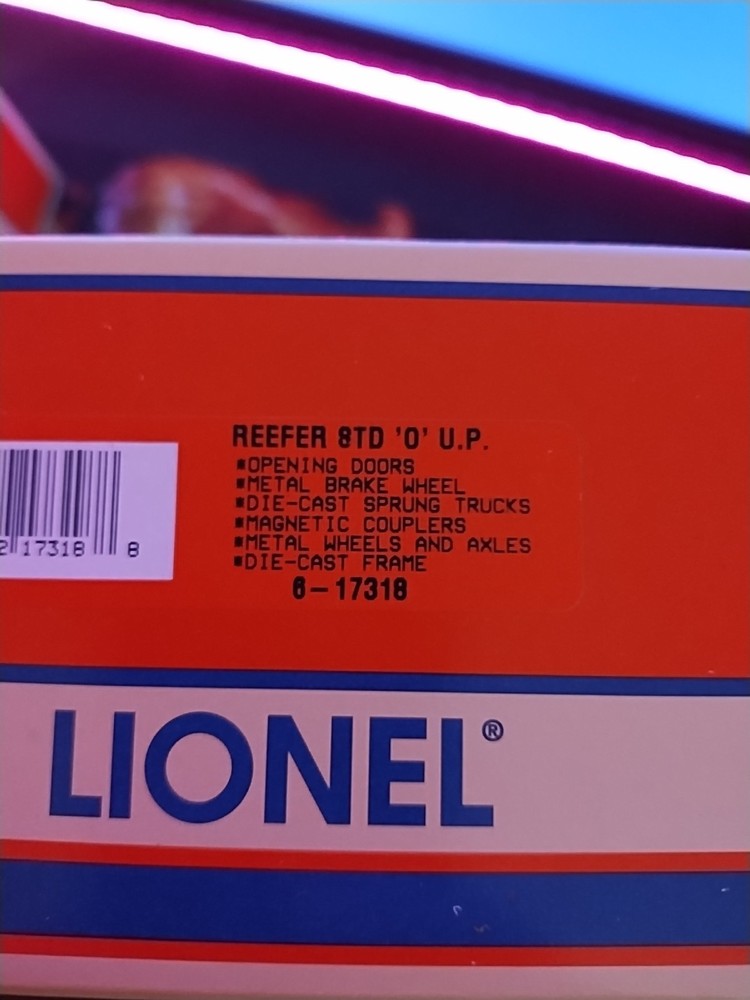 REEFER STD 'O' U.P.
▪OPENING DOORS
▪METAL BRAKE WHEEL
▪DIE-CAST SPRUNG TRUCKS
▪MAGNETIC COUPLERS
▪METAL WHEELS AND AXLES
▪DIE-CAST FRAME
6-17318
2 17318 8
LIONEL®